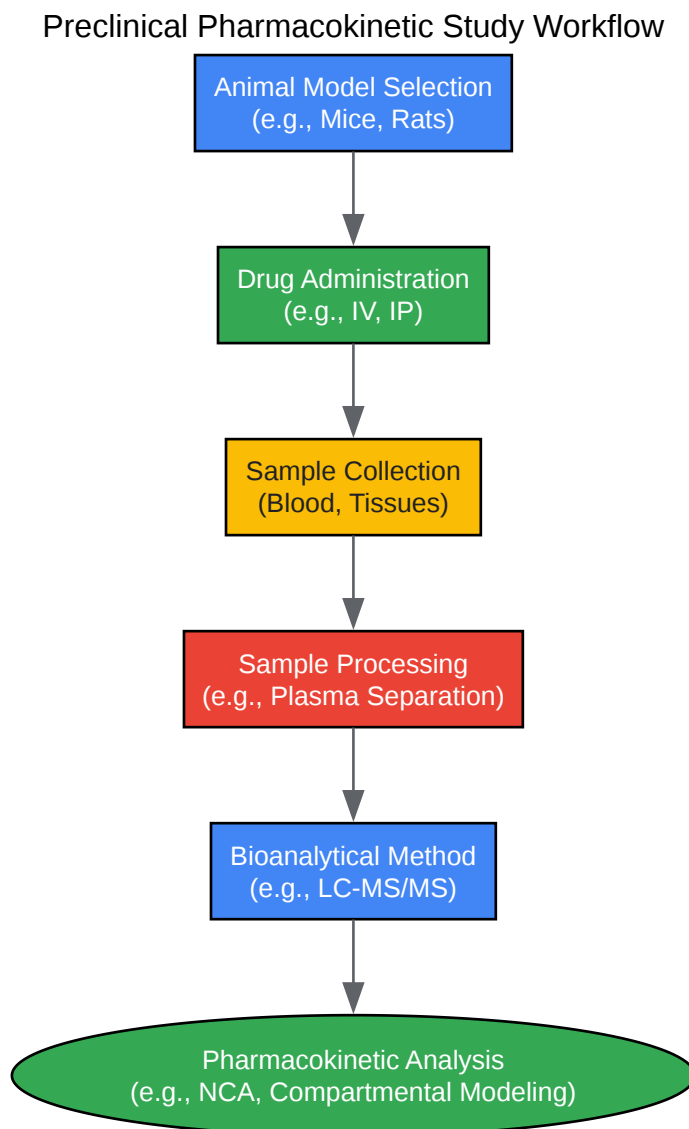 Preclinical Pharmacokinetic Study Workflow
Animal Model Selection
(e.g., Mice, Rats)
Drug Administration
(e.g., IV, IP)
Sample Collection
(Blood, Tissues)
Sample Processing
(e.g., Plasma Separation)
Bioanalytical Method
(e.g., LC-MS/MS)
Pharmacokinetic Analysis
(e.g., NCA, Compartmental Modeling)